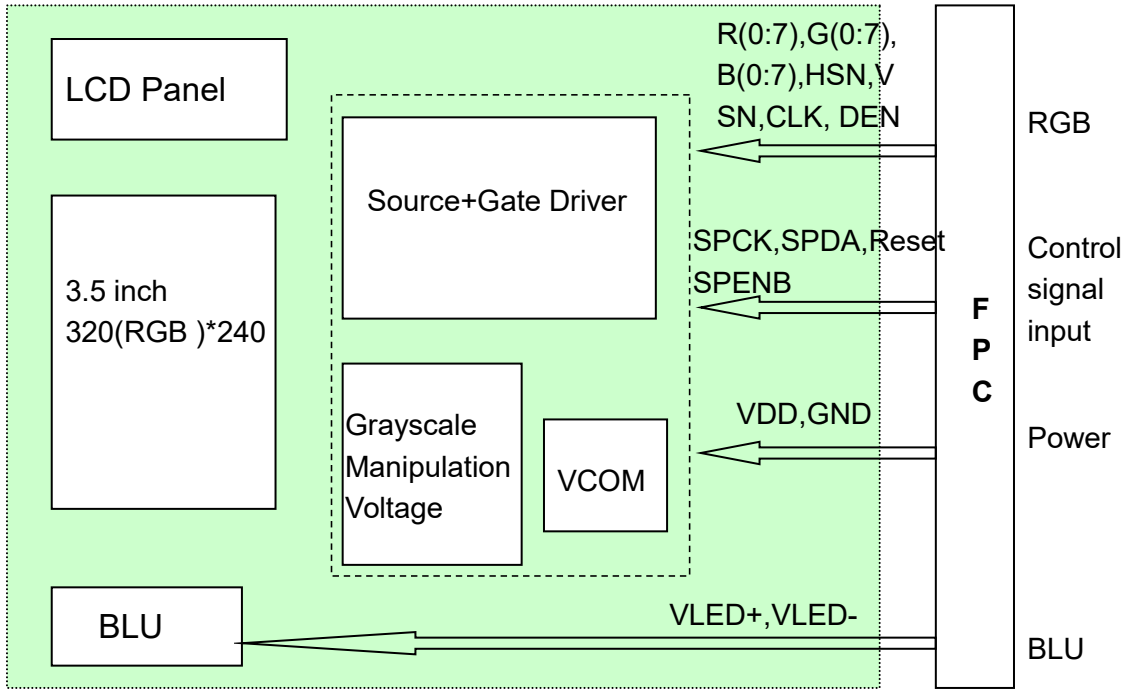 LCD Panel
3.5 inch
320(RGB )*240
BLU
Source+Gate Driver
Grayscale
Manipulation
Voltage
VCOM
R(0:7),G(0:7),
B(0:7),HSN,V
SN,CLK, DEN
SPCK,SPDA,Reset
SPENB
VDD,GND
VLED+,VLED-
F
P
C
RGB
Control
signal
input
Power
BLU